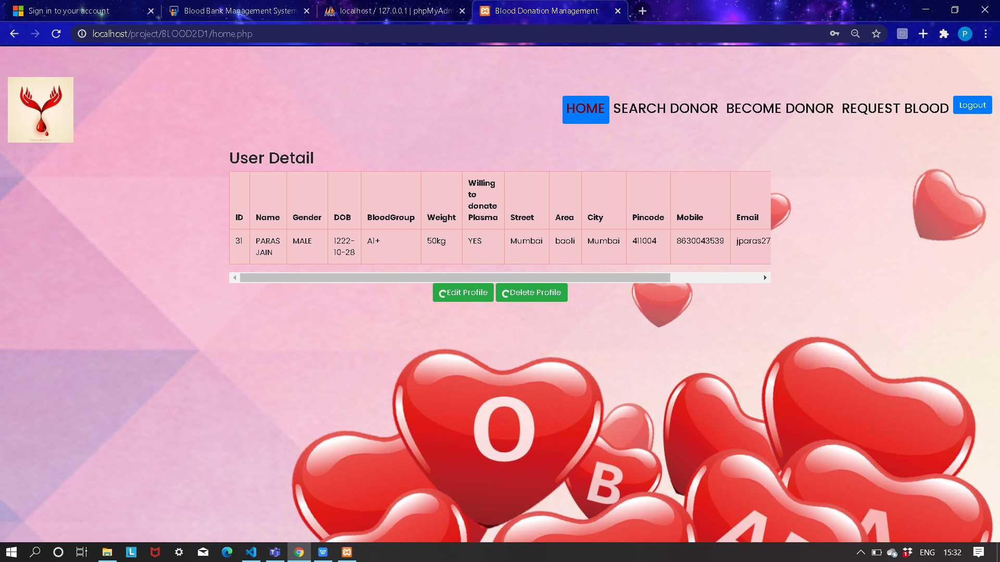 Sign in to your account
Blood Bank Management System
localhost / 127.0.0.1 | phpMyAdm
Blood Donation Management
localhost/project/BLOOD2D1/home.php
P
HOME SEARCH DONOR BECOME DONOR REQUEST BLOOD Logout
User Detail
ID Name Gender DOB BloodGroup Weight Willing to donate Plasma Street Area City Pincode Mobile Email
31 PARAS JAIN MALE 1222-10-28 A1+ 50kg YES Mumbai baoli Mumbai 411004 8630043539 jparas27
Edit Profile Delete Profile
O
B
A
A
L
W
1
ENG 15:32